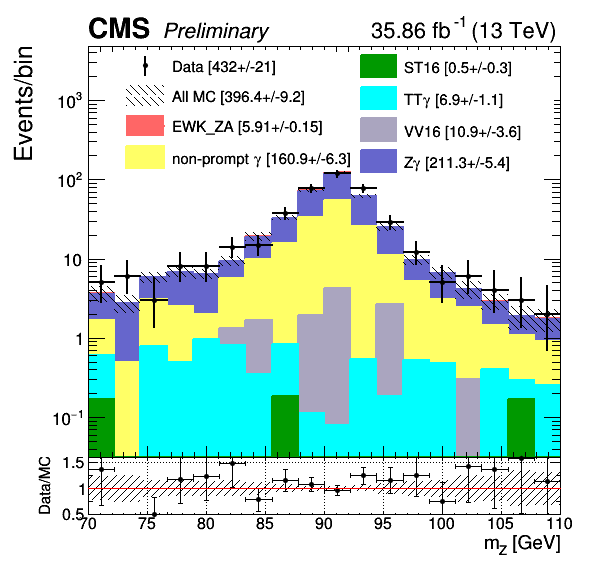 CMS Preliminary 35.86 fb⁻¹ (13 TeV)
Events/bin
Data [432+/-21]
All MC [396.4+/-9.2]
EWK_ZA [5.91+/-0.15]
non-prompt γ [160.9+/-6.3]
ST16 [0.5+/-0.3]
TTγ [6.9+/-1.1]
VV16 [10.9+/-3.6]
Zγ [211.3+/-5.4]
10³
10²
10
1
10⁻¹
Data/MC
1.5
1
0.5
70 75 80 85 90 95 100 105 110
m_Z [GeV]